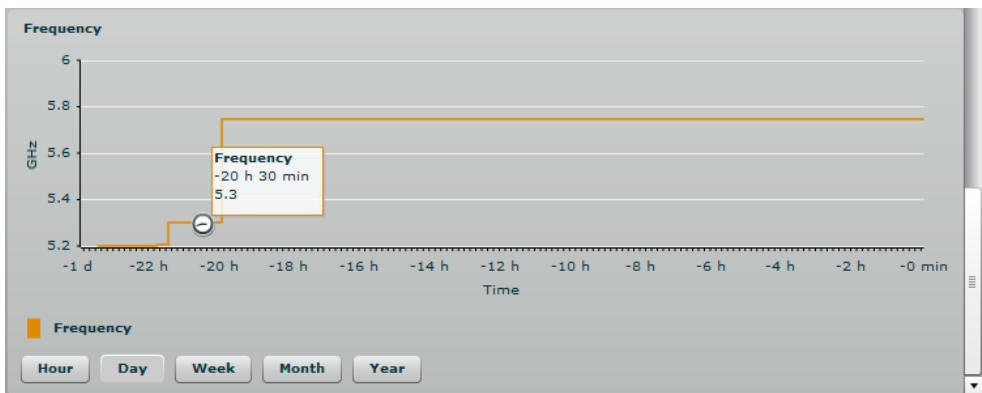 Frequency
6
5.8
5.6
5.4
5.2
GHz
Frequency
-20 h 30 min
5.3
-1 d -22 h -20 h -18 h -16 h -14 h -12 h -10 h -8 h -6 h -4 h -2 h -0 min
Time
Frequency
Hour Day Week Month Year